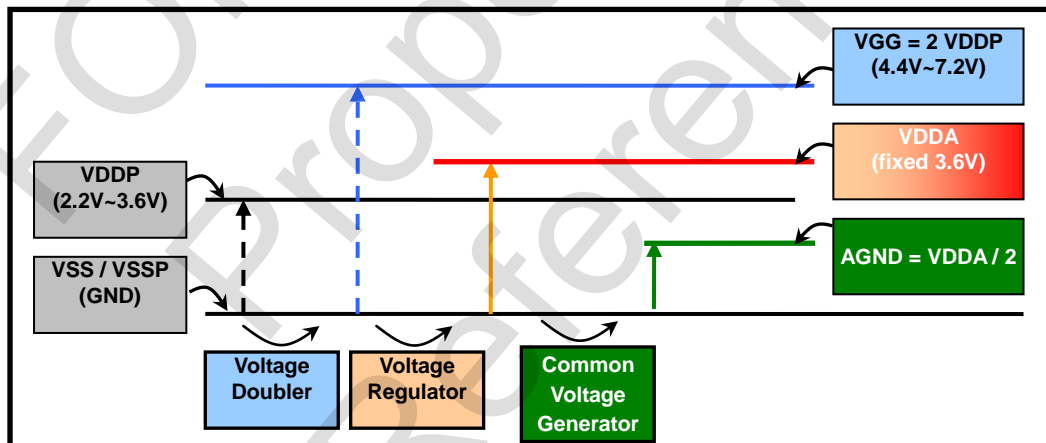 VGG = 2 VDDP
(4.4V~7.2V)
VDDA
(fixed 3.6V)
VDDP
(2.2V~3.6V)
AGND = VDDA / 2
VSS / VSSP
(GND)
Voltage
Doubler
Voltage
Regulator
Common
Voltage
Generator